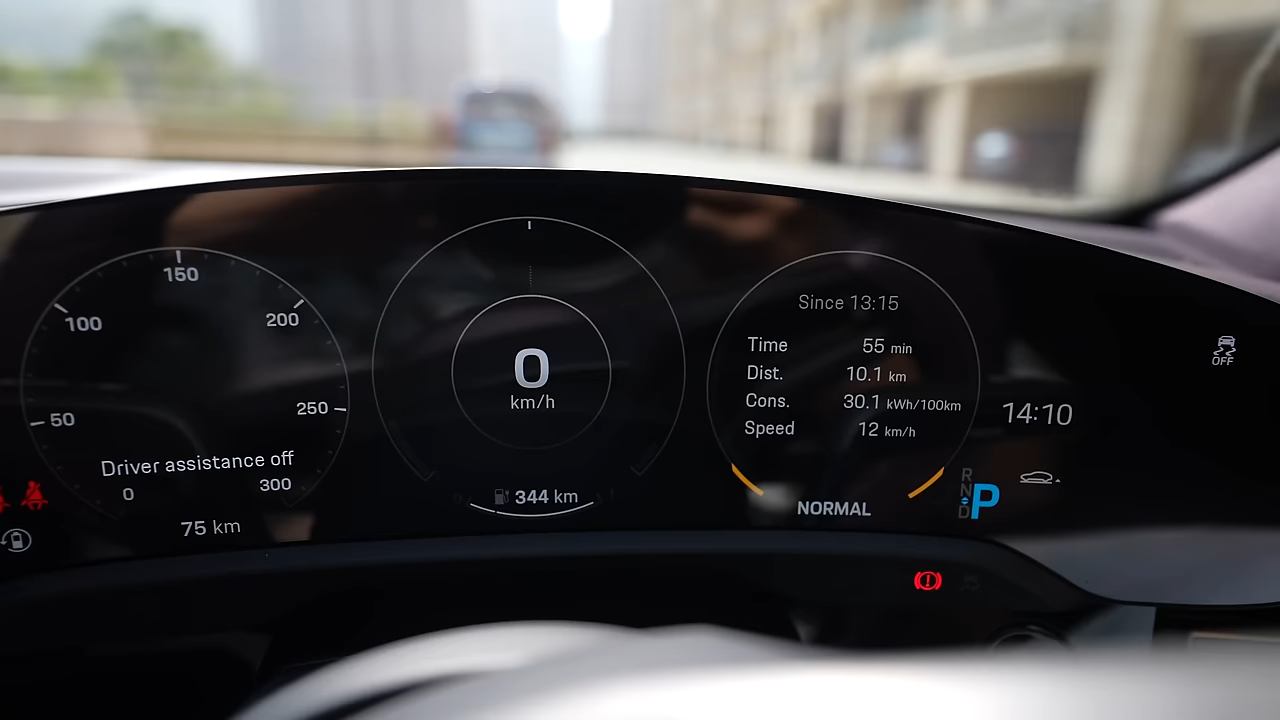 150
100
200
50
250
Driver assistance off
0
300
75 km
0
km/h
344 km
Since 13:15
Time 55 min
Dist. 10.1 km
Cons. 30.1 kWh/100km
Speed 12 km/h
NORMAL
14:10
R
N
D
P
OFF